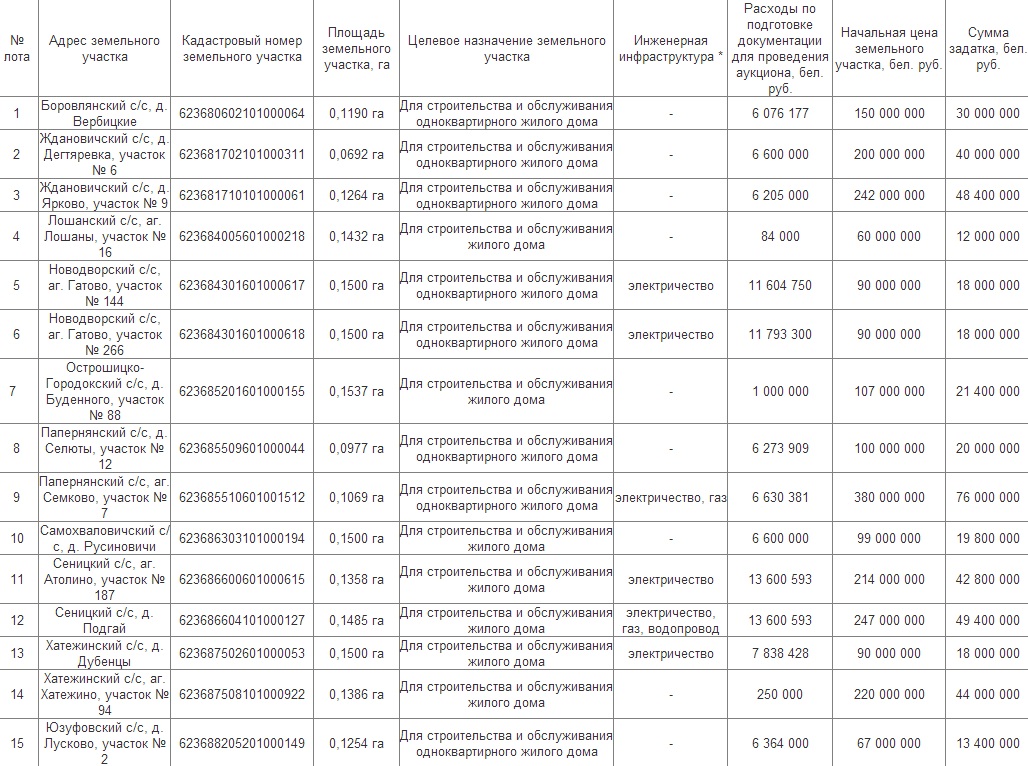 № лота | Адрес земельного участка | Кадастровый номер земельного участка | Площадь земельного участка, га | Целевое назначение земельного участка | Инженерная инфраструктура * | Расходы по подготовке документации для проведения аукциона, бел. руб. | Начальная цена земельного участка, бел. руб. | Сумма задатка, бел. руб.
1 | Боровлянский с/с, д. Вербицкие | 623680602101000064 | 0,1190 га | Для строительства и обслуживания одноквартирного жилого дома | - | 6 076 177 | 150 000 000 | 30 000 000
2 | Ждановичский с/с, д. Дегтяревка, участок № 6 | 623681702101000311 | 0,0692 га | Для строительства и обслуживания одноквартирного жилого дома | - | 6 600 000 | 200 000 000 | 40 000 000
3 | Ждановичский с/с, д. Ярково, участок № 9 | 623681710101000061 | 0,1264 га | Для строительства и обслуживания одноквартирного жилого дома | - | 6 205 000 | 242 000 000 | 48 400 000
4 | Лошанский с/с, аг. Лошаны, участок № 16 | 623684005601000218 | 0,1432 га | Для строительства и обслуживания жилого дома | - | 84 000 | 60 000 000 | 12 000 000
5 | Новодворский с/с, аг. Гатово, участок № 144 | 623684301600000617 | 0,1500 га | Для строительства и обслуживания одноквартирного жилого дома | электричество | 11 604 750 | 90 000 000 | 18 000 000
6 | Новодворский с/с, аг. Гатово, участок № 266 | 623684301601000618 | 0,1500 га | Для строительства и обслуживания одноквартирного жилого дома | электричество | 11 793 300 | 90 000 000 | 18 000 000
7 | Острошицко-Городокский с/с, д. Буденного, участок № 88 | 623685201601000155 | 0,1537 га | Для строительства и обслуживания жилого дома | - | 1 000 000 | 107 000 000 | 21 400 000
8 | Папернянский с/с, д. Селюты, участок № 12 | 623685509601000044 | 0,0977 га | Для строительства и обслуживания одноквартирного жилого дома | - | 6 273 909 | 100 000 000 | 20 000 000
9 | Папернянский с/с, аг. Семково, участок № 7 | 623685510601001512 | 0,1069 га | Для строительства и обслуживания одноквартирного жилого дома | электричество, газ | 6 630 381 | 380 000 000 | 76 000 000
10 | Самохваловичский с/с, д. Русиновичи | 623686303101000194 | 0,1500 га | Для строительства и обслуживания жилого дома | - | 6 600 000 | 99 000 000 | 19 800 000
11 | Сеницкий с/с, аг. Атолино, участок № 187 | 623686600601000615 | 0,1358 га | Для строительства и обслуживания жилого дома | электричество | 13 600 593 | 214 000 000 | 42 800 000
12 | Сеницкий с/с, д. Подгай | 623686604101000127 | 0,1485 га | Для строительства и обслуживания жилого дома | электричество, газ, водопровод | 13 600 593 | 247 000 000 | 49 400 000
13 | Хатежинский с/с, д. Дубенцы | 623687502601000053 | 0,1500 га | Для строительства и обслуживания жилого дома | электричество | 7 838 428 | 90 000 000 | 18 000 000
14 | Хатежинский с/с, аг. Хатежино, участок № 94 | 623687508101000922 | 0,1386 га | Для строительства и обслуживания жилого дома | - | 250 000 | 220 000 000 | 44 000 000
15 | Юзуфовский с/с, д. Лусково, участок № 2 | 623688205201000149 | 0,1254 га | Для строительства и обслуживания одноквартирного жилого дома | - | 6 364 000 | 67 000 000 | 13 400 000